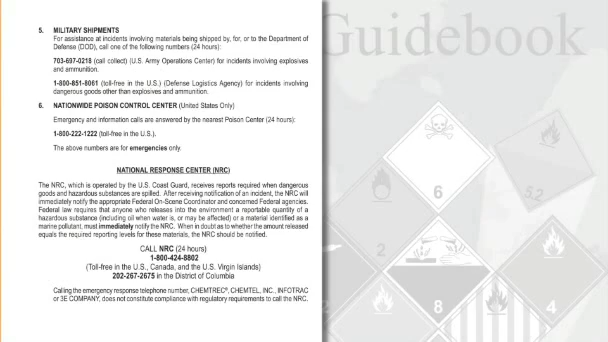 5. MILITARY SHIPMENTS
For assistance at incidents involving materials being shipped by, for, or to the Department of
Defense (DOD), call one of the following numbers (24 hours):
703-697-0218 (call collect) (U.S. Army Operations Center) for incidents involving explosives
and ammunition.
1-800-851-8061 (toll-free in the U.S.) (Defense Logistics Agency) for incidents involving
dangerous goods other than explosives and ammunition.
6. NATIONWIDE POISON CONTROL CENTER (United States Only)
Emergency and information calls are answered by the nearest Poison Center (24 hours):
1-800-222-1222 (toll-free in the U.S.).
The above numbers are for emergencies only.
NATIONAL RESPONSE CENTER (NRC)
The NRC, which is operated by the U.S. Coast Guard, receives reports required when dangerous
goods and hazardous substances are spilled. After receiving notification of an incident, the NRC will
immediately notify the appropriate Federal On-Scene Coordinator and concerned Federal agencies.
Federal law requires that anyone who releases into the environment a reportable quantity of a
hazardous substance (including oil when water is, or may be affected) or a material identified as a
marine pollutant, must immediately notify the NRC. When in doubt as to whether the amount released
equals the required reporting levels for these materials, the NRC should be notified.
CALL NRC (24 hours)
1-800-424-8802
(Toll-free in the U.S., Canada, and the U.S. Virgin Islands)
202-267-2675 in the District of Columbia
Calling the emergency response telephone number, CHEMTREC®, CHEMTEL, INC., INFOTRAC
or 3E COMPANY, does not constitute compliance with regulatory requirements to call the NRC.
Guidebook
6
5.2
2
8
4